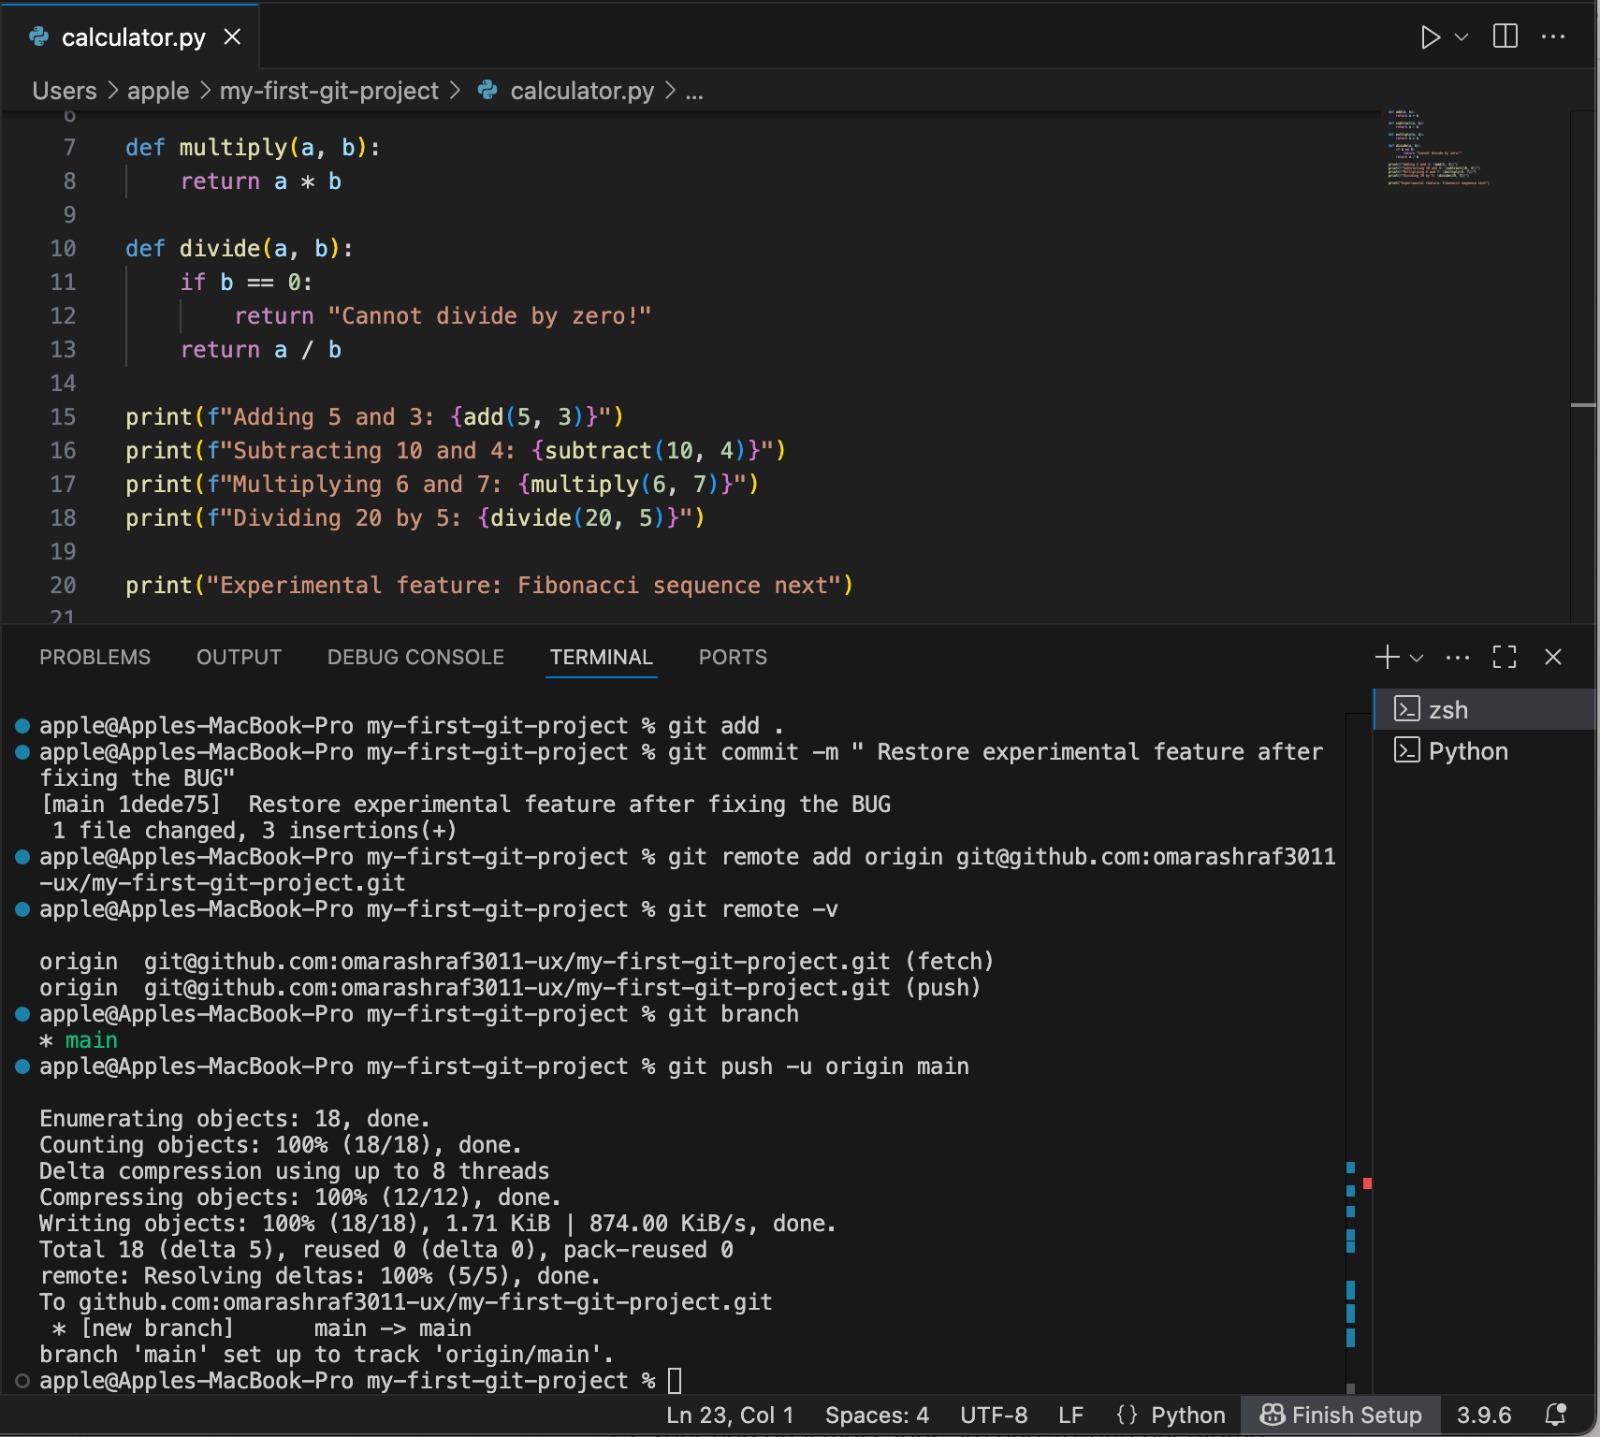 calculator.py
Users > apple > my-first-git-project > calculator.py > ...
6
7 def multiply(a, b):
8     return a * b
9
10 def divide(a, b):
11     if b == 0:
12         return "Cannot divide by zero!"
13     return a / b
14
15 print(f"Adding 5 and 3: {add(5, 3)}")
16 print(f"Subtracting 10 and 4: {subtract(10, 4)}")
17 print(f"Multiplying 6 and 7: {multiply(6, 7)}")
18 print(f"Dividing 20 by 5: {divide(20, 5)}")
19
20 print("Experimental feature: Fibonacci sequence next")
21
PROBLEMS OUTPUT DEBUG CONSOLE TERMINAL PORTS
zsh
Python
apple@Apples-MacBook-Pro my-first-git-project % git add .
apple@Apples-MacBook-Pro my-first-git-project % git commit -m " Restore experimental feature after
fixing the BUG"
[main 1dede75]  Restore experimental feature after fixing the BUG
 1 file changed, 3 insertions(+)
apple@Apples-MacBook-Pro my-first-git-project % git remote add origin git@github.com:omarashraf3011
-ux/my-first-git-project.git
apple@Apples-MacBook-Pro my-first-git-project % git remote -v
origin  git@github.com:omarashraf3011-ux/my-first-git-project.git (fetch)
origin  git@github.com:omarashraf3011-ux/my-first-git-project.git (push)
apple@Apples-MacBook-Pro my-first-git-project % git branch
* main
apple@Apples-MacBook-Pro my-first-git-project % git push -u origin main
Enumerating objects: 18, done.
Counting objects: 100% (18/18), done.
Delta compression using up to 8 threads
Compressing objects: 100% (12/12), done.
Writing objects: 100% (18/18), 1.71 KiB | 874.00 KiB/s, done.
Total 18 (delta 5), reused 0 (delta 0), pack-reused 0
remote: Resolving deltas: 100% (5/5), done.
To github.com:omarashraf3011-ux/my-first-git-project.git
 * [new branch]      main -> main
branch 'main' set up to track 'origin/main'.
apple@Apples-MacBook-Pro my-first-git-project %
Ln 23, Col 1 Spaces: 4 UTF-8 LF {} Python Finish Setup 3.9.6